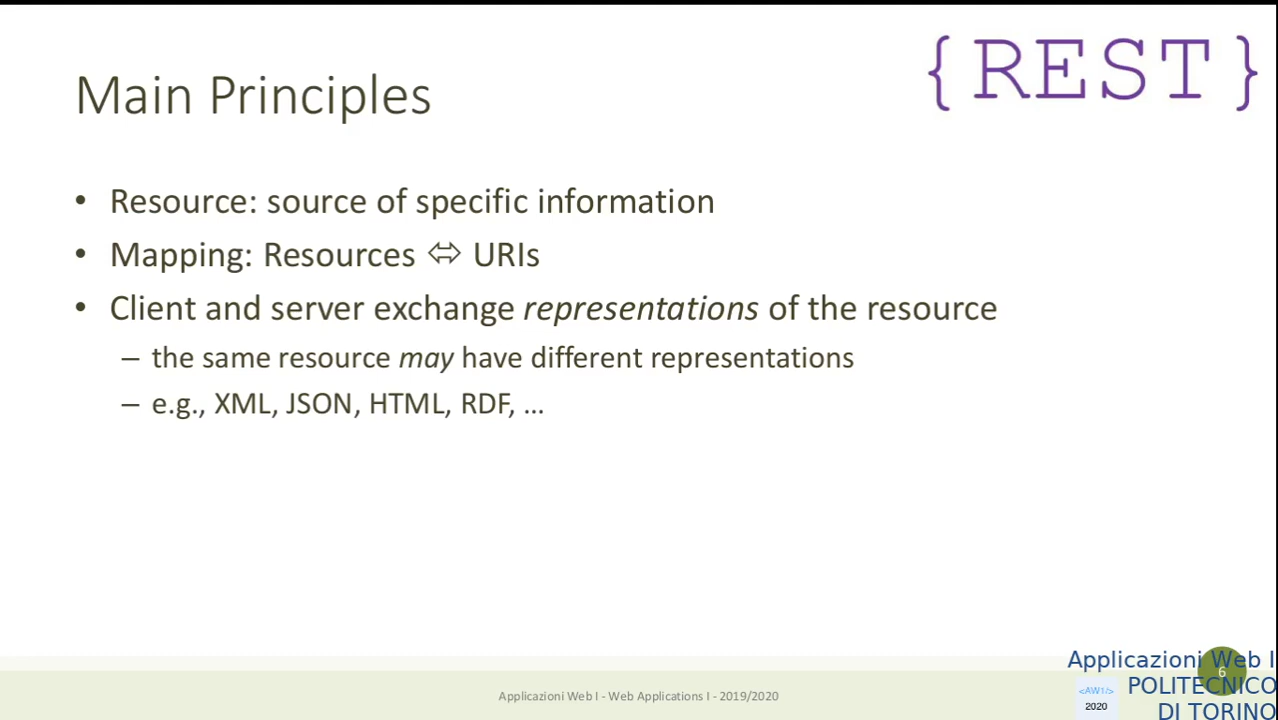 {REST}
Main Principles
• Resource: source of specific information
• Mapping: Resources ⬄ URIs
• Client and server exchange representations of the resource
– the same resource may have different representations
– e.g., XML, JSON, HTML, RDF, …
Applicazioni Web I - Web Applications I - 2019/2020
6
Applicazioni Web I
<AW1/>
2020
POLITECNICO
DI TORINO